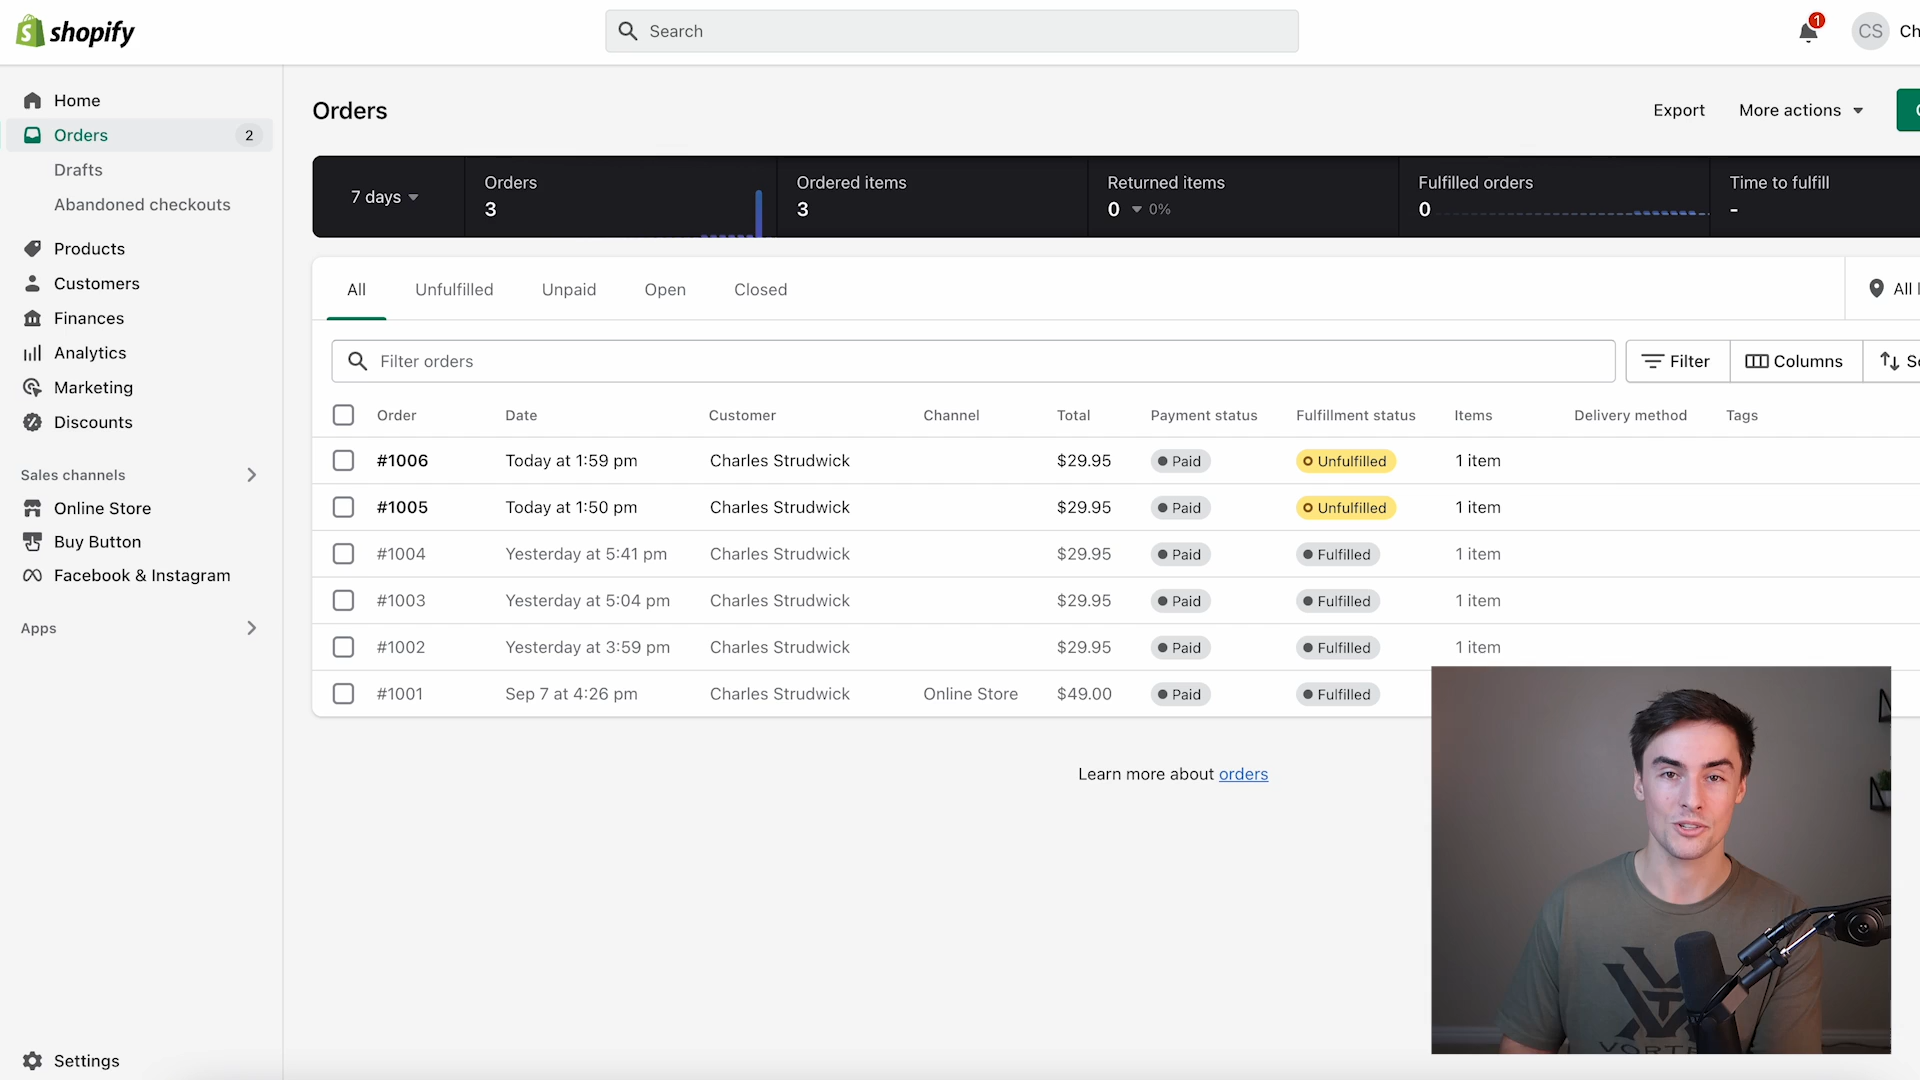 shopify
Search
1
CS
Ch
Home
Orders
2
Drafts
Abandoned checkouts
Products
Customers
Finances
Analytics
Marketing
Discounts
Sales channels
Online Store
Buy Button
Facebook & Instagram
Apps
Settings
Orders
Export
More actions
7 days
Orders
3
Ordered items
3
Returned items
0 0%
Fulfilled orders
0
Time to fulfill
-
All Unfulfilled Unpaid Open Closed
All l
Filter orders
Filter
Columns
So
Order Date Customer Channel Total Payment status Fulfillment status Items Delivery method Tags
#1006 Today at 1:59 pm Charles Strudwick $29.95 Paid Unfulfilled 1 item
#1005 Today at 1:50 pm Charles Strudwick $29.95 Paid Unfulfilled 1 item
#1004 Yesterday at 5:41 pm Charles Strudwick $29.95 Paid Fulfilled 1 item
#1003 Yesterday at 5:04 pm Charles Strudwick $29.95 Paid Fulfilled 1 item
#1002 Yesterday at 3:59 pm Charles Strudwick $29.95 Paid Fulfilled 1 item
#1001 Sep 7 at 4:26 pm Charles Strudwick Online Store $49.00 Paid Fulfilled
Learn more about orders